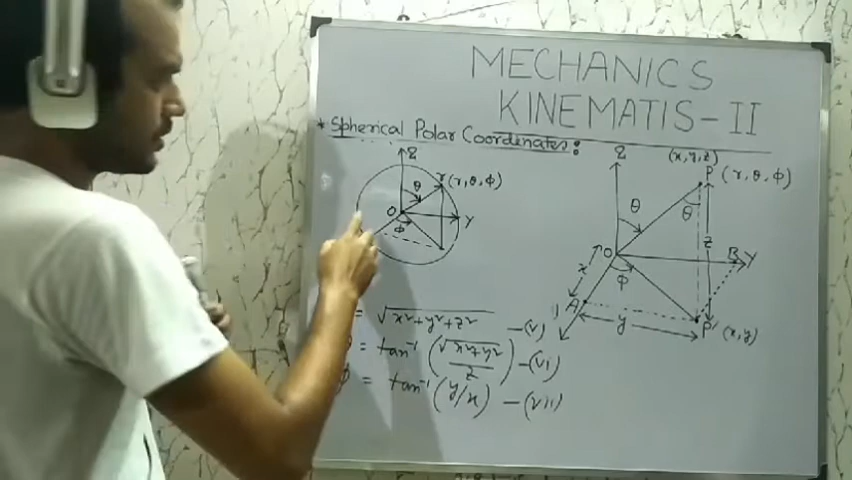 MECHANICS
KINEMATIS - II
* Spherical Polar Coordinates:
Z
θ
r(r, θ, ϕ)
O
ϕ
Y
= √x²+y²+z² —(v)
= tan⁻¹ (√x²+y²/z) —(vi)
ϕ = tan⁻¹ (y/x) —(vii)
Z
(x,y,z)
P (r, θ, ϕ)
θ
θ
z
O
B Y
x
ϕ
A
y
P' (x,y)